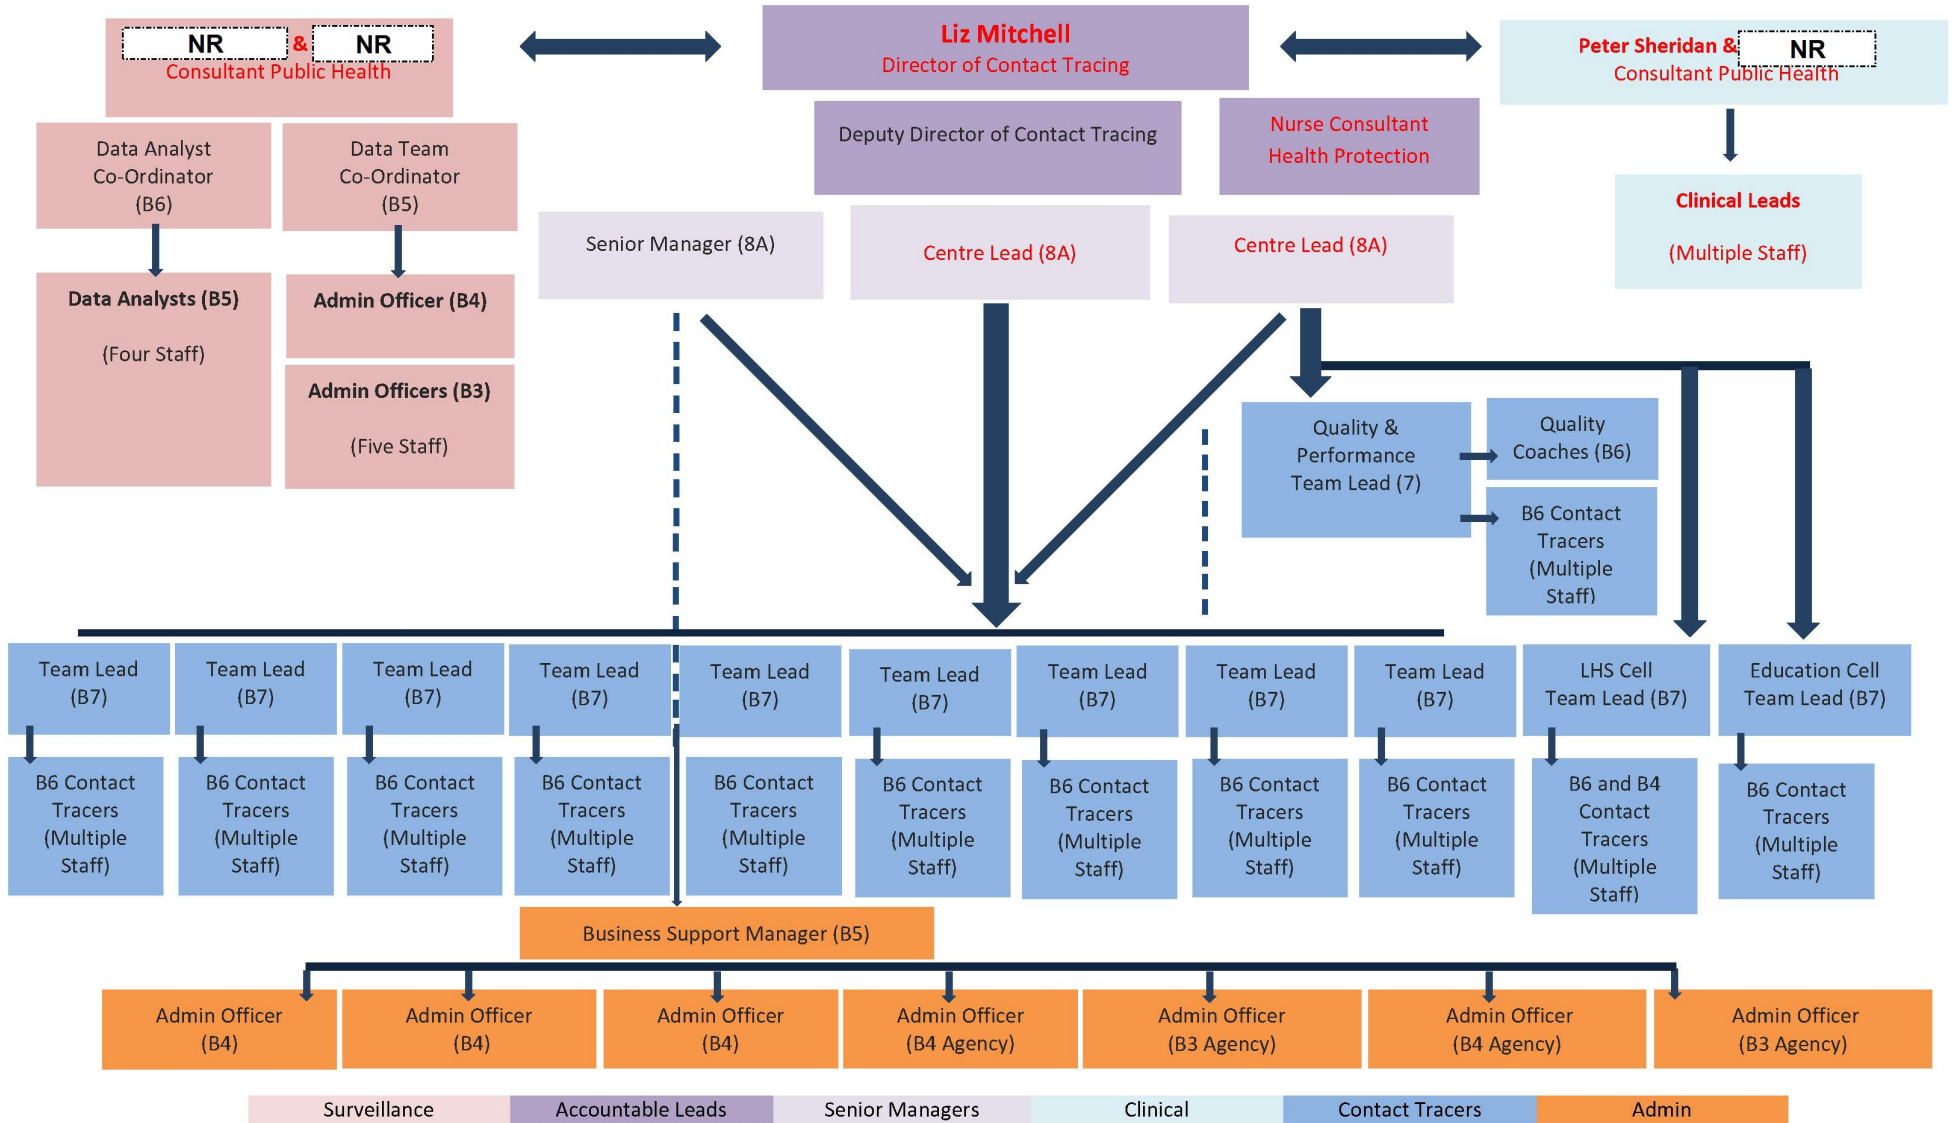 NR & NR
Consultant Public Health
Liz Mitchell
Director of Contact Tracing
Peter Sheridan & NR
Consultant Public Health
Data Analyst
Co-Ordinator
(B6)
Data Team
Co-Ordinator
(B5)
Deputy Director of Contact Tracing
Nurse Consultant
Health Protection
Clinical Leads
(Multiple Staff)
Senior Manager (8A)
Centre Lead (8A)
Centre Lead (8A)
Data Analysts (B5)
(Four Staff)
Admin Officer (B4)
Admin Officers (B3)
(Five Staff)
Quality &
Performance
Team Lead (7)
Quality
Coaches (B6)
B6 Contact
Tracers
(Multiple
Staff)
Team Lead
(B7)
Team Lead
(B7)
Team Lead
(B7)
Team Lead
(B7)
Team Lead
(B7)
Team Lead
(B7)
Team Lead
(B7)
Team Lead
(B7)
Team Lead
(B7)
LHS Cell
Team Lead (B7)
Education Cell
Team Lead (B7)
B6 Contact
Tracers
(Multiple
Staff)
B6 Contact
Tracers
(Multiple
Staff)
B6 Contact
Tracers
(Multiple
Staff)
B6 Contact
Tracers
(Multiple
Staff)
B6 Contact
Tracers
(Multiple
Staff)
B6 Contact
Tracers
(Multiple
Staff)
B6 Contact
Tracers
(Multiple
Staff)
B6 Contact
Tracers
(Multiple
Staff)
B6 Contact
Tracers
(Multiple
Staff)
B6 and B4
Contact
Tracers
(Multiple
Staff)
B6 Contact
Tracers
(Multiple
Staff)
Business Support Manager (B5)
Admin Officer
(B4)
Admin Officer
(B4)
Admin Officer
(B4)
Admin Officer
(B4 Agency)
Admin Officer
(B3 Agency)
Admin Officer
(B4 Agency)
Admin Officer
(B3 Agency)
Surveillance
Accountable Leads
Senior Managers
Clinical
Contact Tracers
Admin